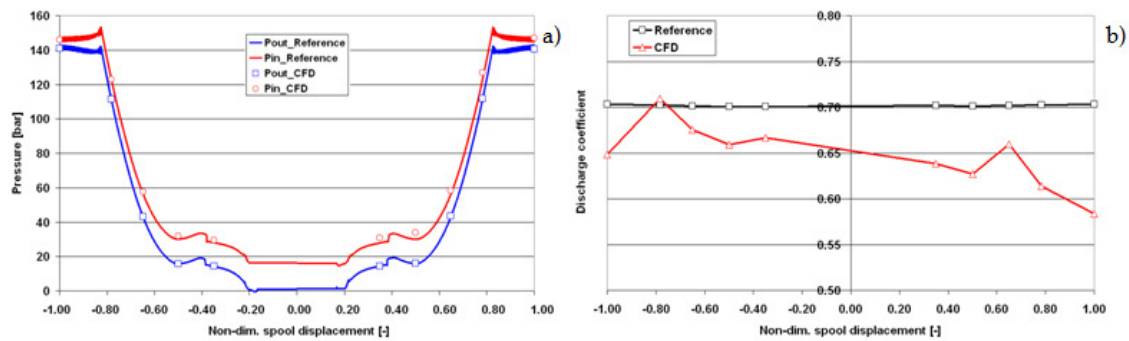 a)
Pressure [bar]
160
140
120
100
80
60
40
20
0
-1.00 -0.80 -0.60 -0.40 -0.20 0.00 0.20 0.40 0.60 0.80 1.00
Non-dim. spool displacement [-]
Pout_Reference
Pin_Reference
Pout_CFD
Pin_CFD
b)
Discharge coefficient
0.80
0.75
0.70
0.65
0.60
0.55
0.50
-1.00 -0.80 -0.60 -0.40 -0.20 0.00 0.20 0.40 0.60 0.80 1.00
Non-dim. spool displacement [-]
Reference
CFD